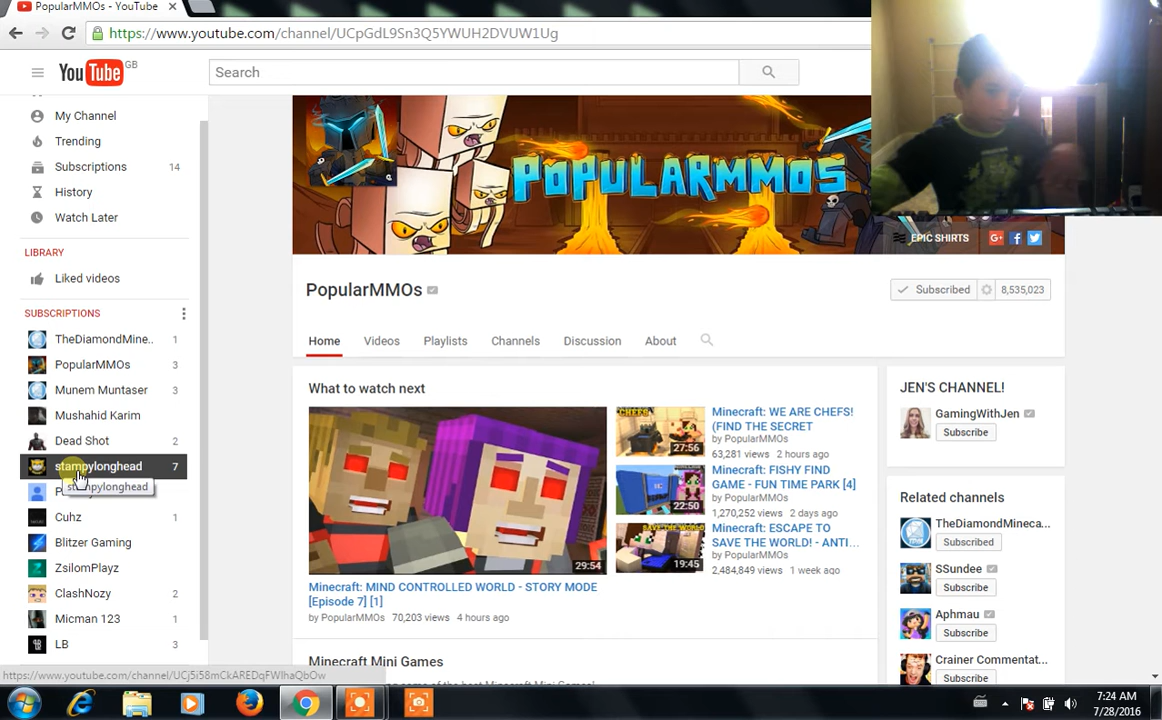 PopularMMOs - YouTube
https://www.youtube.com/channel/UCpGdL9Sn3Q5YWUH2DVUW1Ug
YouTube GB
Search
My Channel
Trending
Subscriptions 14
History
Watch Later
LIBRARY
Liked videos
SUBSCRIPTIONS
TheDiamondMine.. 1
PopularMMOs 3
Munem Muntaser 3
Mushahid Karim
Dead Shot 2
stampylonghead 7
stampylonghead
Cuhz 1
Blitzer Gaming
ZsilomPlayz
ClashNozy 2
Micman 123 1
LB 3
POPULARMMOS
EPIC SHIRTS
PopularMMOs
Subscribed 8,535,023
Home Videos Playlists Channels Discussion About
What to watch next
29:54
Minecraft: MIND CONTROLLED WORLD - STORY MODE
[Episode 7] [1]
by PopularMMOs 70,203 views 4 hours ago
CHEFS
27:56
Minecraft: WE ARE CHEFS!
(FIND THE SECRET
by PopularMMOs
63,281 views 2 hours ago
22:50
Minecraft: FISHY FIND
GAME - FUN TIME PARK [4]
by PopularMMOs
1,270,252 views 2 days ago
SAVE THE WORLD!
19:45
Minecraft: ESCAPE TO
SAVE THE WORLD! - ANTI...
by PopularMMOs
2,484,849 views 1 week ago
Minecraft Mini Games
JEN'S CHANNEL!
GamingWithJen
Subscribe
Related channels
TheDiamondMineca...
Subscribed
SSundee
Subscribe
Aphmau
Subscribe
Crainer Commentat...
Subscribe
https://www.youtube.com/channel/UCj5i58mCkAREDqFWlhaQbOw
7:24 AM
7/28/2016